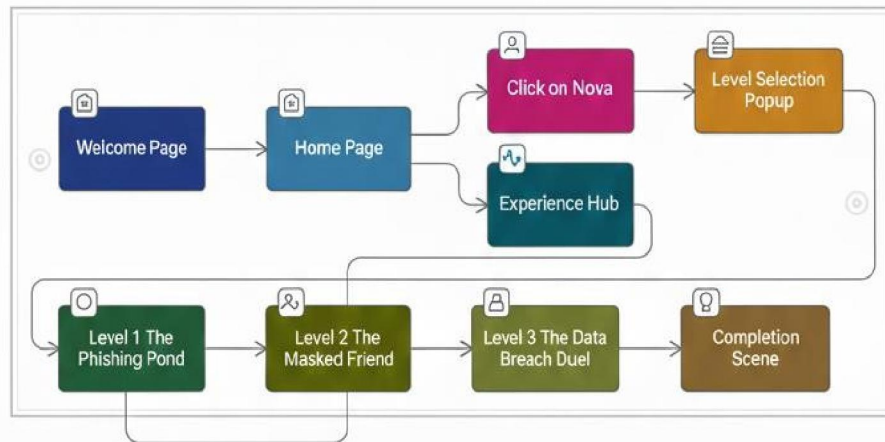 Welcome Page
Home Page
Click on Nova
Level Selection
Popup
Experience Hub
Level 1 The
Phishing Pond
Level 2 The
Masked Friend
Level 3 The Data
Breach Duel
Completion
Scene